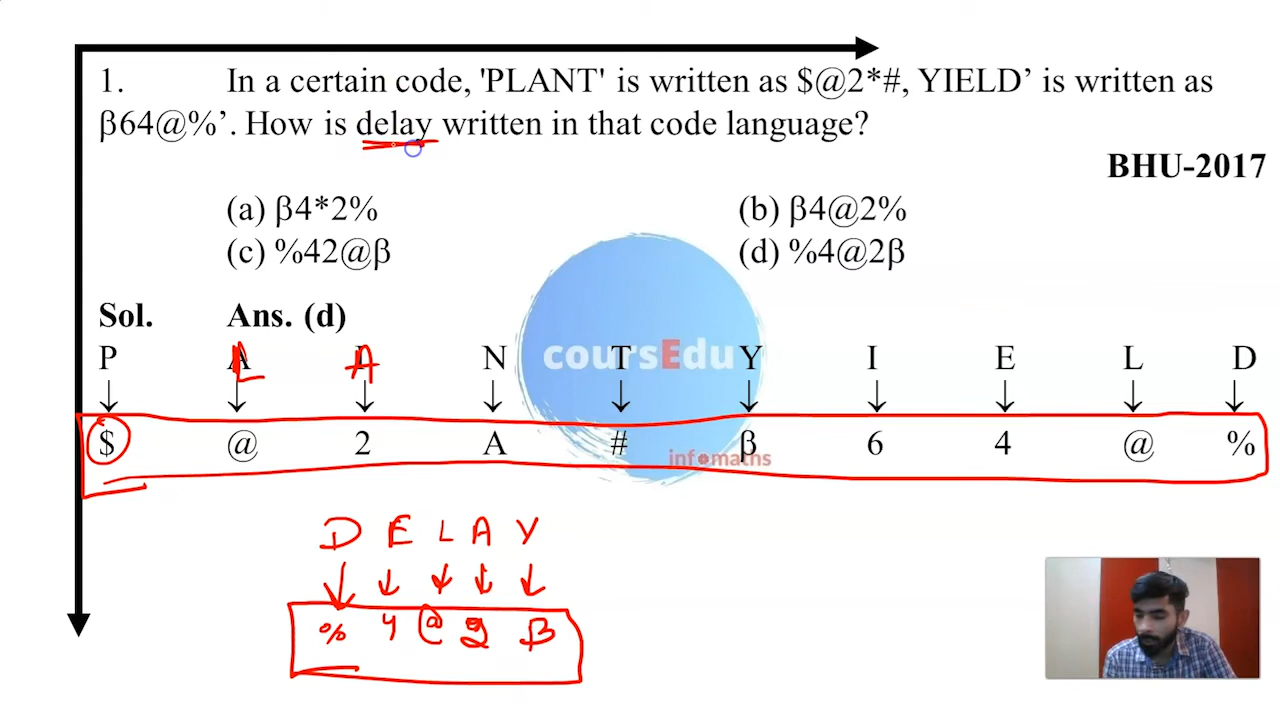 1. In a certain code, 'PLANT' is written as $@2*#, YIELD’ is written as
β64@%’. How is delay written in that code language?
BHU-2017
(a) β4*2% (b) β4@2%
(c) %42@β (d) %4@2β
Sol. Ans. (d)
P L A N T Y I E L D
↓ ↓ ↓ ↓ ↓ ↓ ↓ ↓ ↓ ↓
$ @ 2 A # β 6 4 @ %
coursEdu
infomaths
D E L A Y
↓ ↓ ↓ ↓ ↓
% 4 @ 2 β